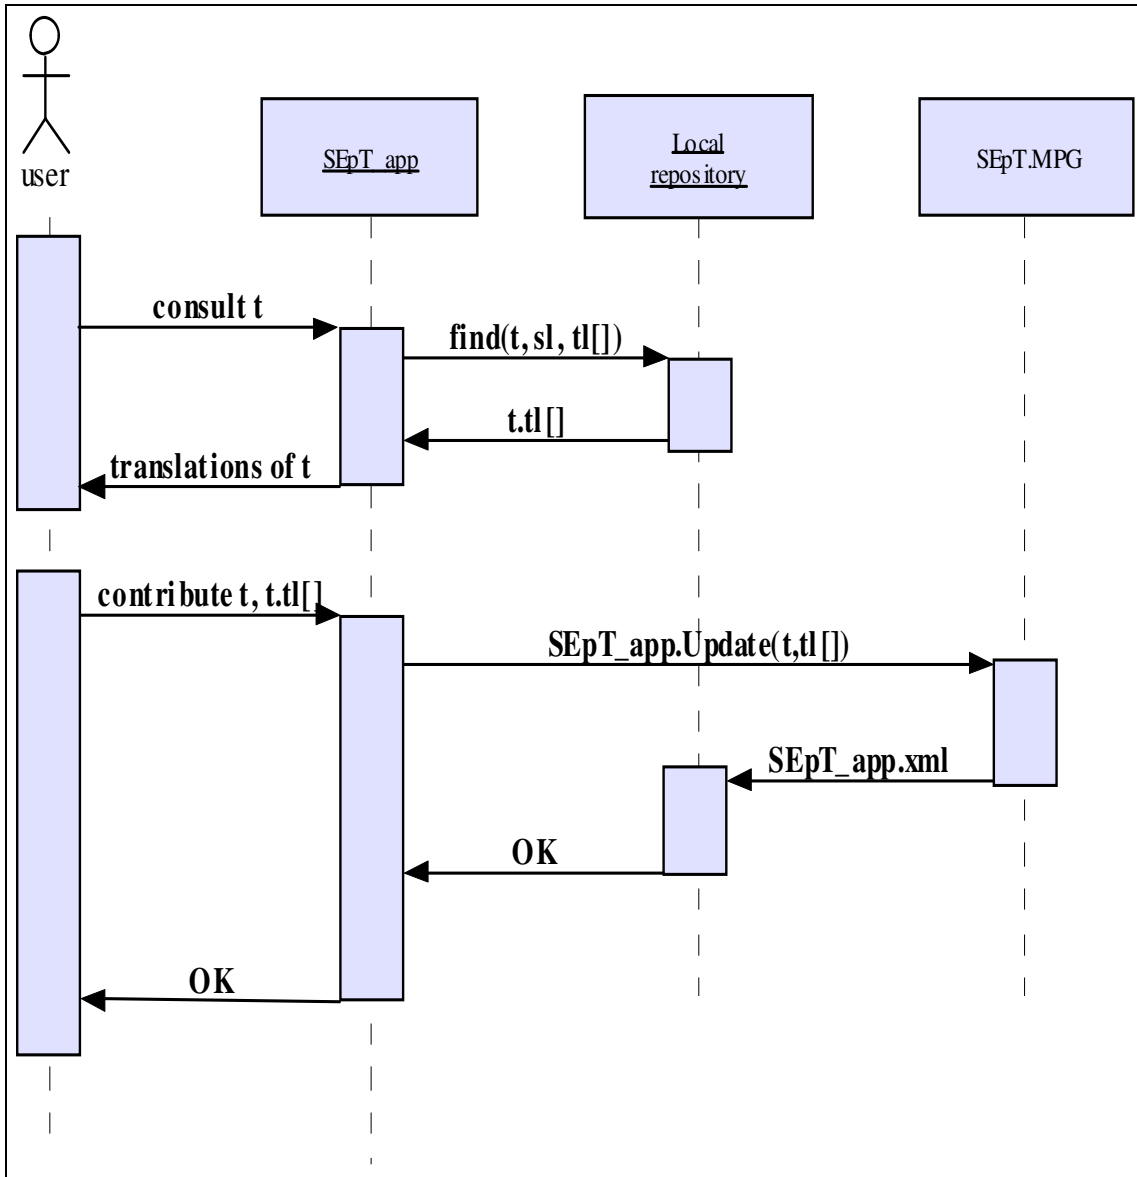 user
SEpT_app
Local
repository
SEpT.MPG
consult t
find(t, sl, tl[])
t.tl[]
translations of t
contribute t, t.tl[]
SEpT_app.Update(t,tl[])
SEpT_app.xml
OK
OK